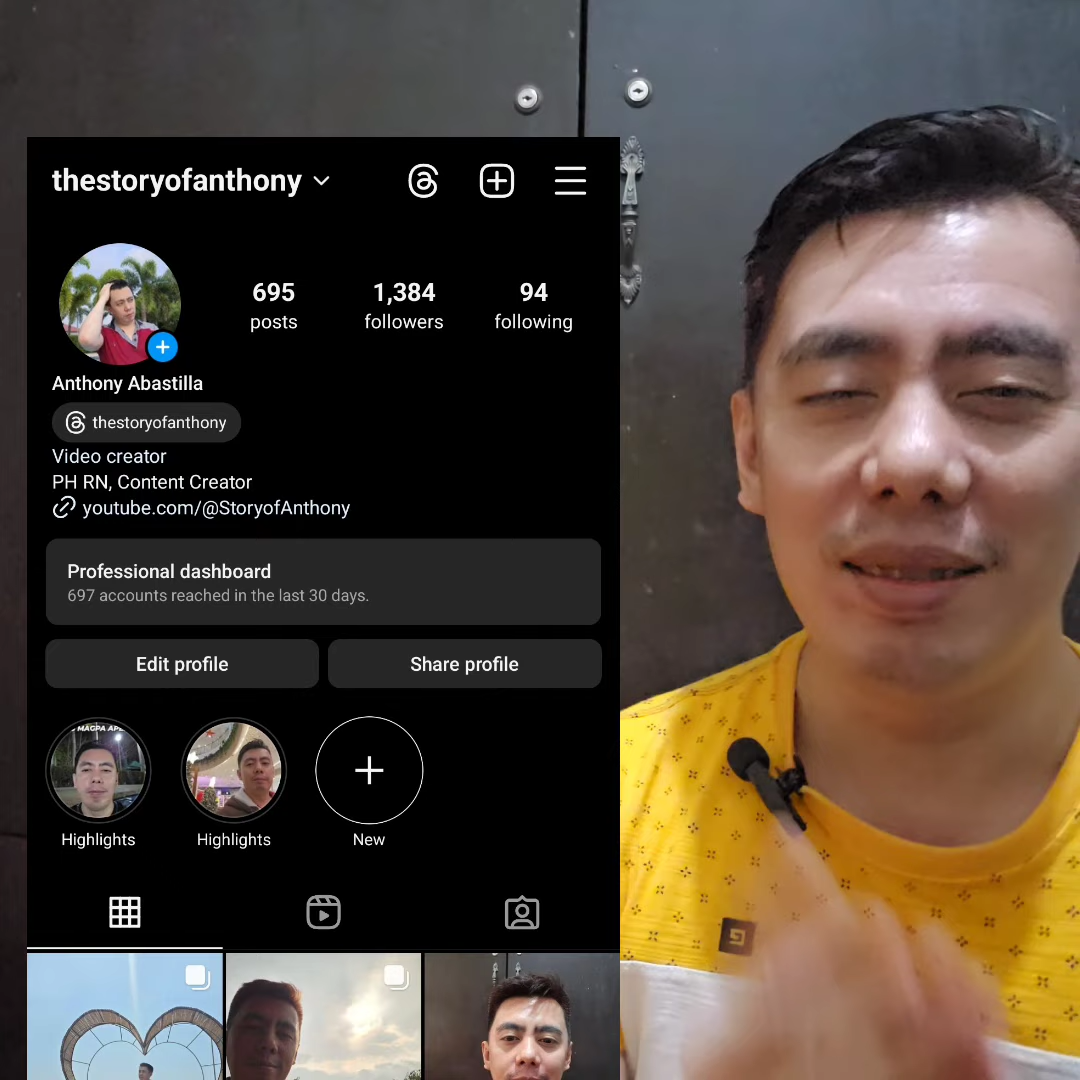 thestoryofanthony
695 1,384 94
posts followers following
Anthony Abastilla
thestoryofanthony
Video creator
PH RN, Content Creator
youtube.com/@StoryofAnthony
Professional dashboard
697 accounts reached in the last 30 days.
Edit profile Share profile
MAGPA
Highlights Highlights New